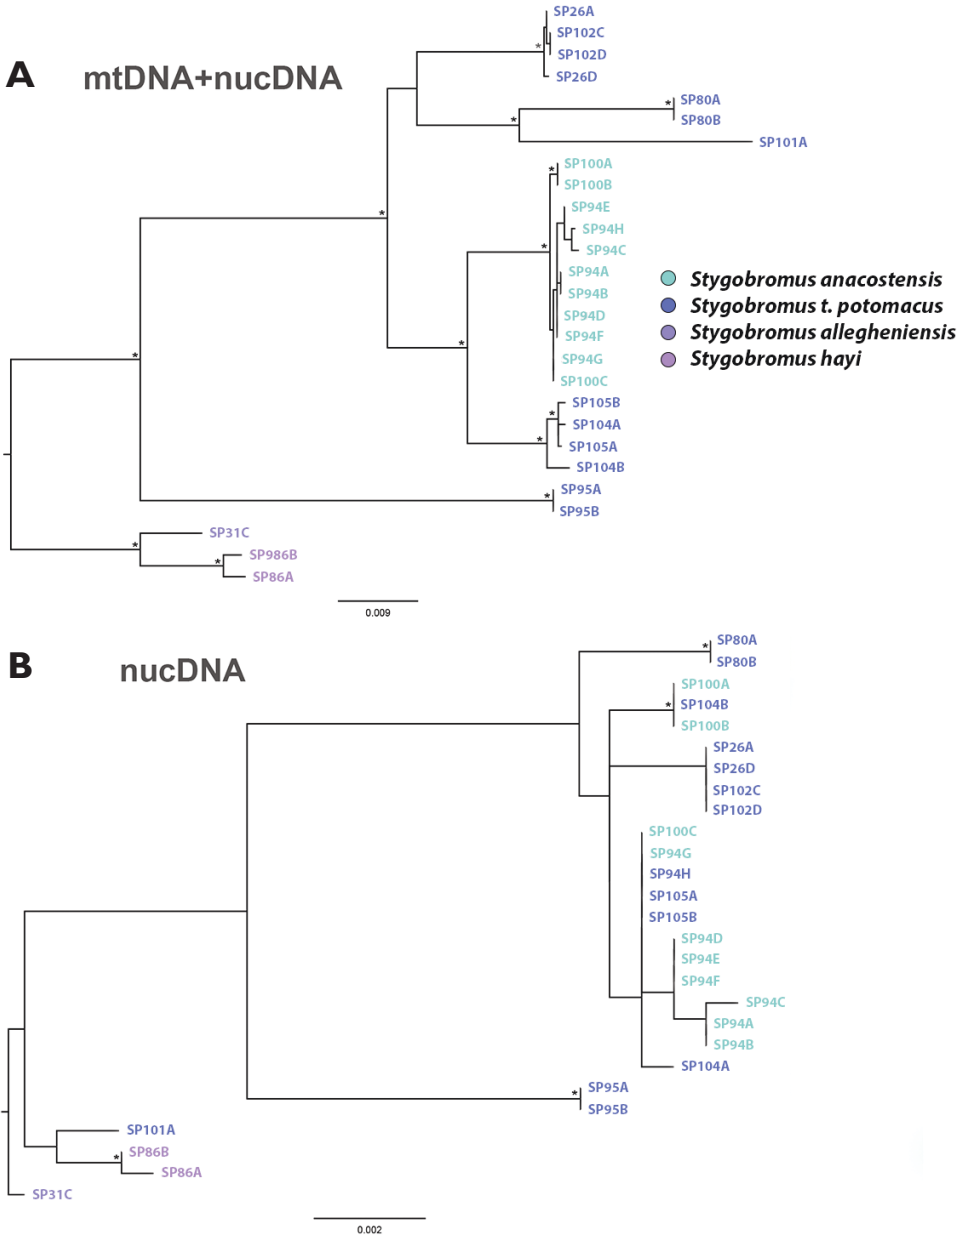 A
mtDNA+nucDNA
SP26A
SP102C
*
SP102D
SP26D
SP80A
*
SP80B
*
SP101A
SP100A
*
SP100B
SP94E
*
SP94H
*
SP94C
SP94A
Stygobromus anacostensis
SP94B
Stygobromus t. potomacus
SP94D
Stygobromus allegheniensis
SP94F
*
*
Stygobromus hayi
SP94G
SP100C
SP105B
*
SP104A
*
SP105A
SP104B
SP95A
*
SP95B
SP31C
*
SP986B
*
SP86A
0.009
B
nucDNA
SP80A
*
SP80B
SP100A
*
SP104B
SP100B
SP26A
SP26D
SP102C
SP102D
SP100C
SP94G
SP94H
SP105A
SP105B
SP94D
SP94E
SP94F
SP94C
SP94A
SP94B
SP104A
SP95A
*
SP95B
SP101A
SP86B
*
SP86A
SP31C
0.002